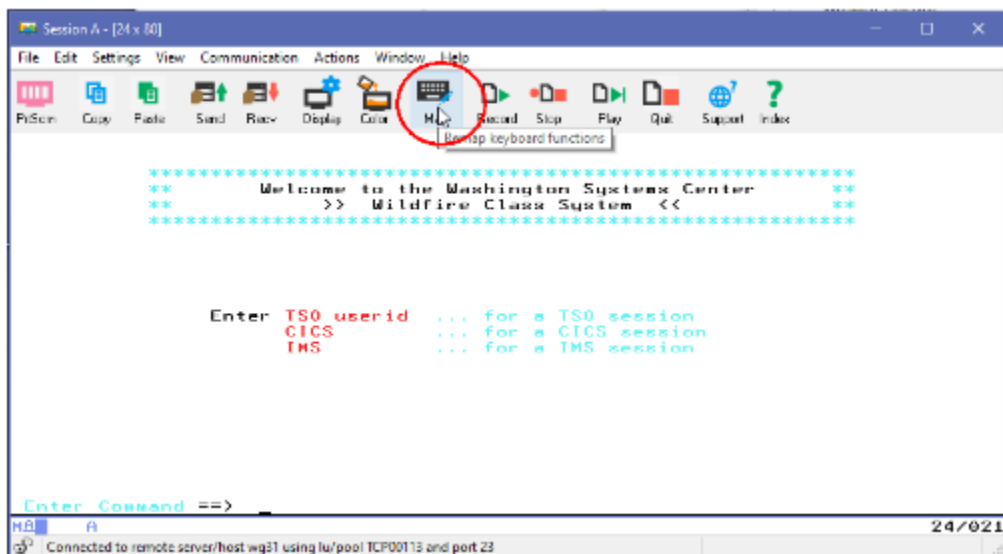 Session A - [24 x 80]
File Edit Settings View Communication Actions Window Help
PrtScrn Copy Paste Send Recv Display Color Record Stop Play Quit Support Index
Remap keyboard functions
*********************************************************
** Welcome to the Washington Systems Center **
** >> Wildfire Class System << **
*********************************************************
Enter TSO userid ... for a TSO session
CICS ... for a CICS session
IMS ... for a IMS session
Enter Command ==> _
MA A 24/021
Connected to remote server/host wg31 using lu/pool TCP00113 and port 23